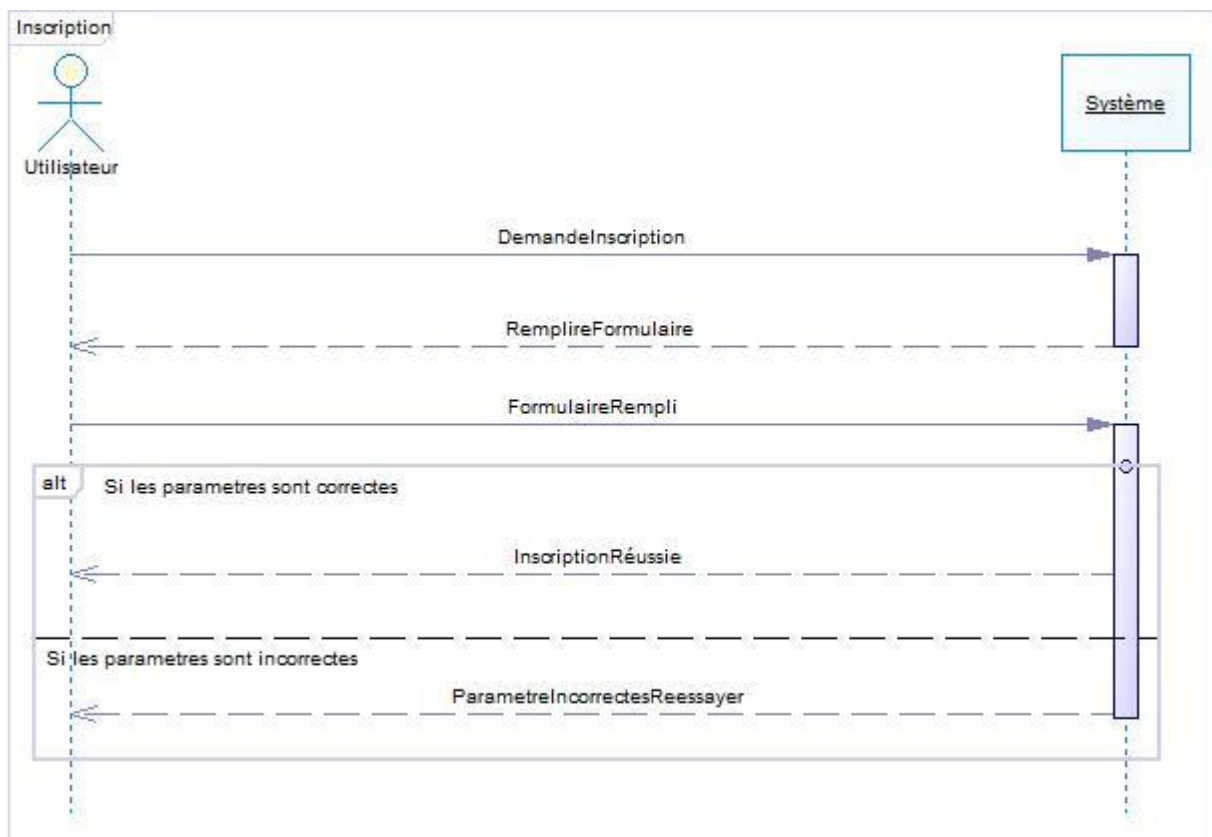 Inscription
Utilisateur
Système
DemandeInscription
RemplireFormulaire
FormulaireRempli
alt
Si les parametres sont correctes
InscriptionRéussie
Si les parametres sont incorrectes
ParametreIncorrectesReessayer